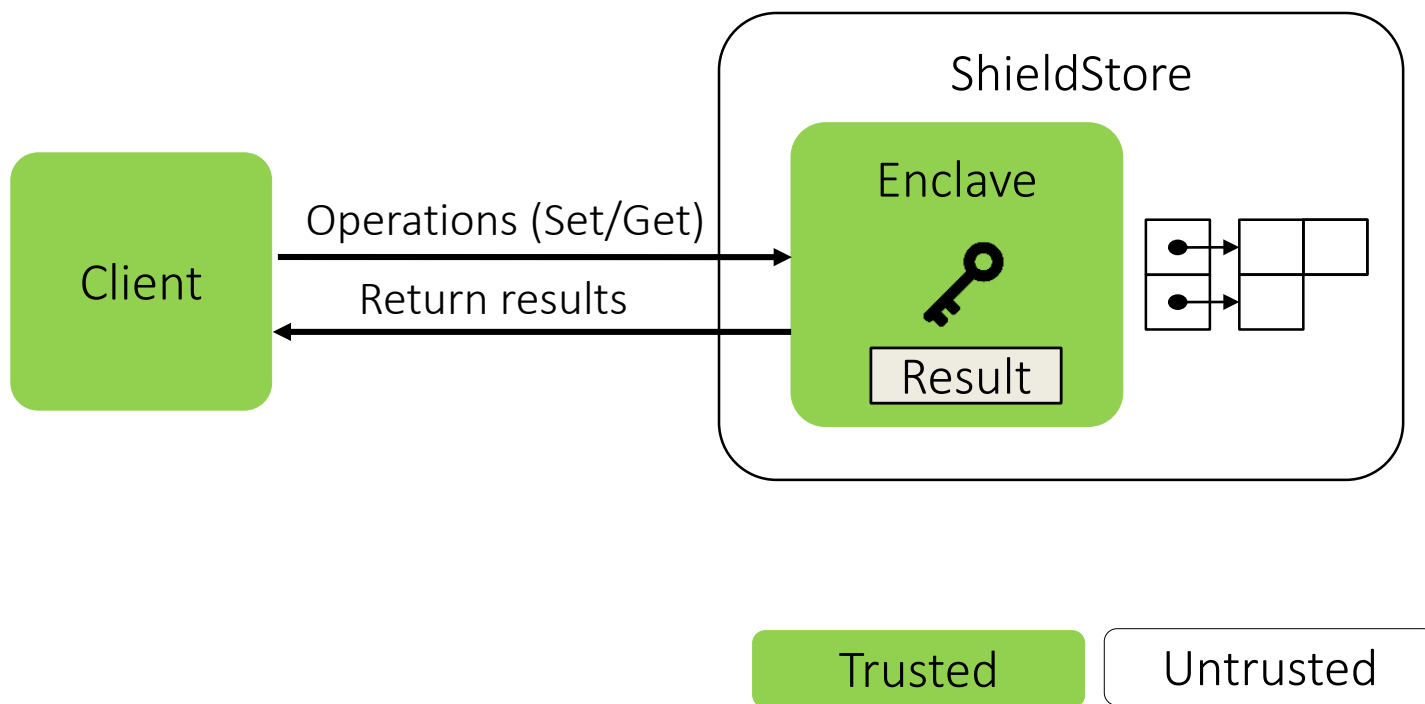 ShieldStore
Enclave
Operations (Set/Get)
Client
Return results
Result
Trusted
Untrusted